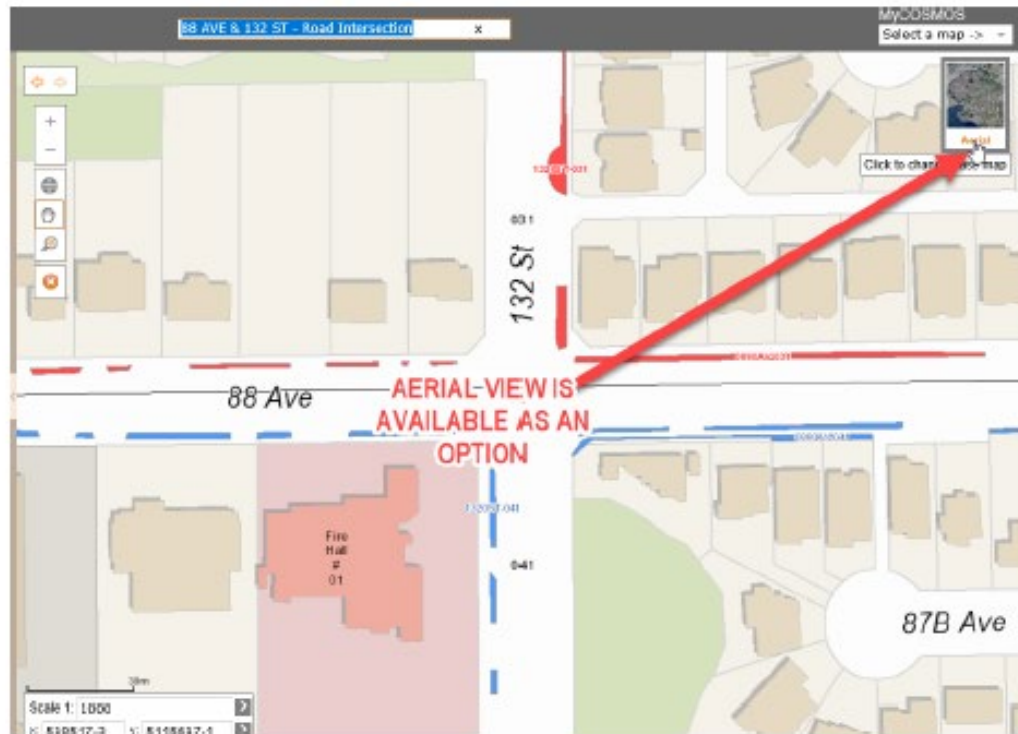 88 AVE & 132 ST - Road Intersection x
MyCOSMOS
Select a map ->
Aerial
Click to change base map
132 St
88 Ave
AERIAL VIEW IS
AVAILABLE AS AN
OPTION
Fire
Hall
#
01
87B Ave
30m
Scale 1: 1000